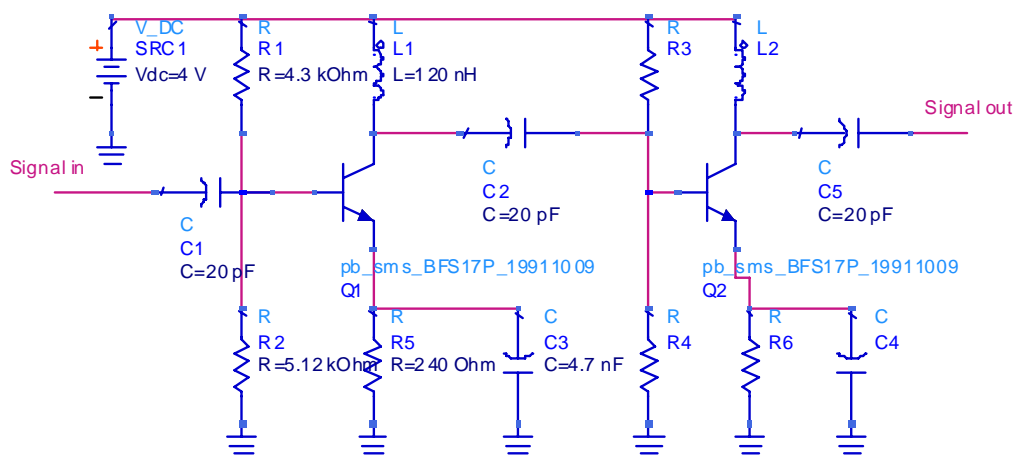 V_DC
SRC1
Vdc=4 V
+
−
R
R1
R=4.3 kOhm
L
L1
L=120 nH
R
R3
L
L2
Signal in
C
C1
C=20 pF
C
C2
C=20 pF
C
C5
C=20 pF
Signal out
pb_sms_BFS17P_19911009
Q1
pb_sms_BFS17P_19911009
Q2
R
R2
R=5.12 kOhm
R
R5
R=240 Ohm
C
C3
C=4.7 nF
R
R4
R
R6
C
C4